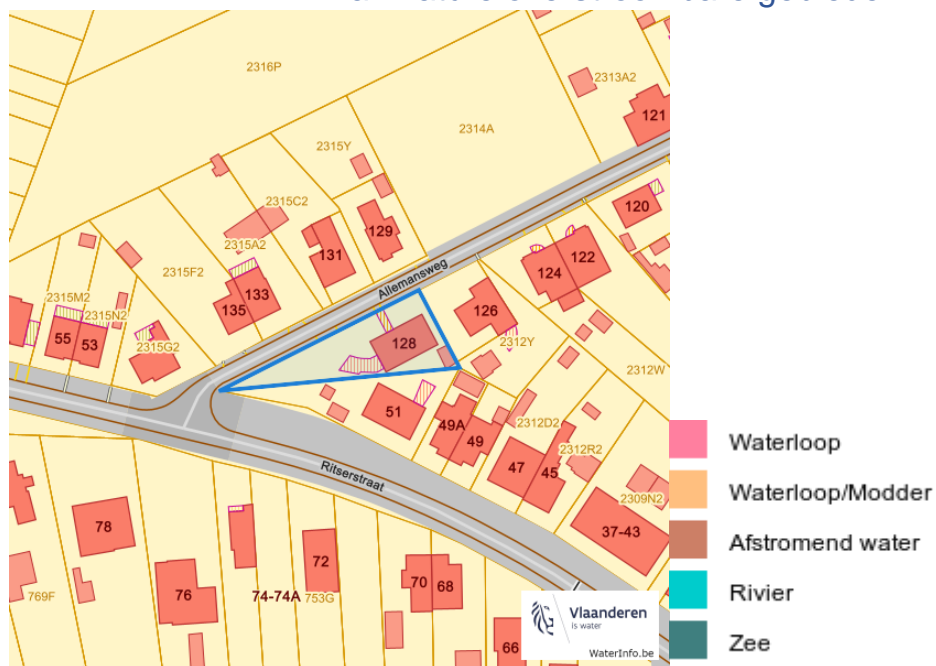 2316P
2313A2
121
2314A
2315Y
120
2315C2
129
131
2315A2
122
124
2315F2
Allemansweg
133
135
126
2315M2
2315N2
128
2312Y
55
53
2315G2
2312W
51
49A
49
2312D2
2312R2
47
45
2309N2
Ritserstraat
37-43
78
72
70
68
76
74-74A
753G
769F
66
Vlaanderen
is water
WaterInfo.be
Waterloop
Waterloop/Modder
Afstromend water
Rivier
Zee